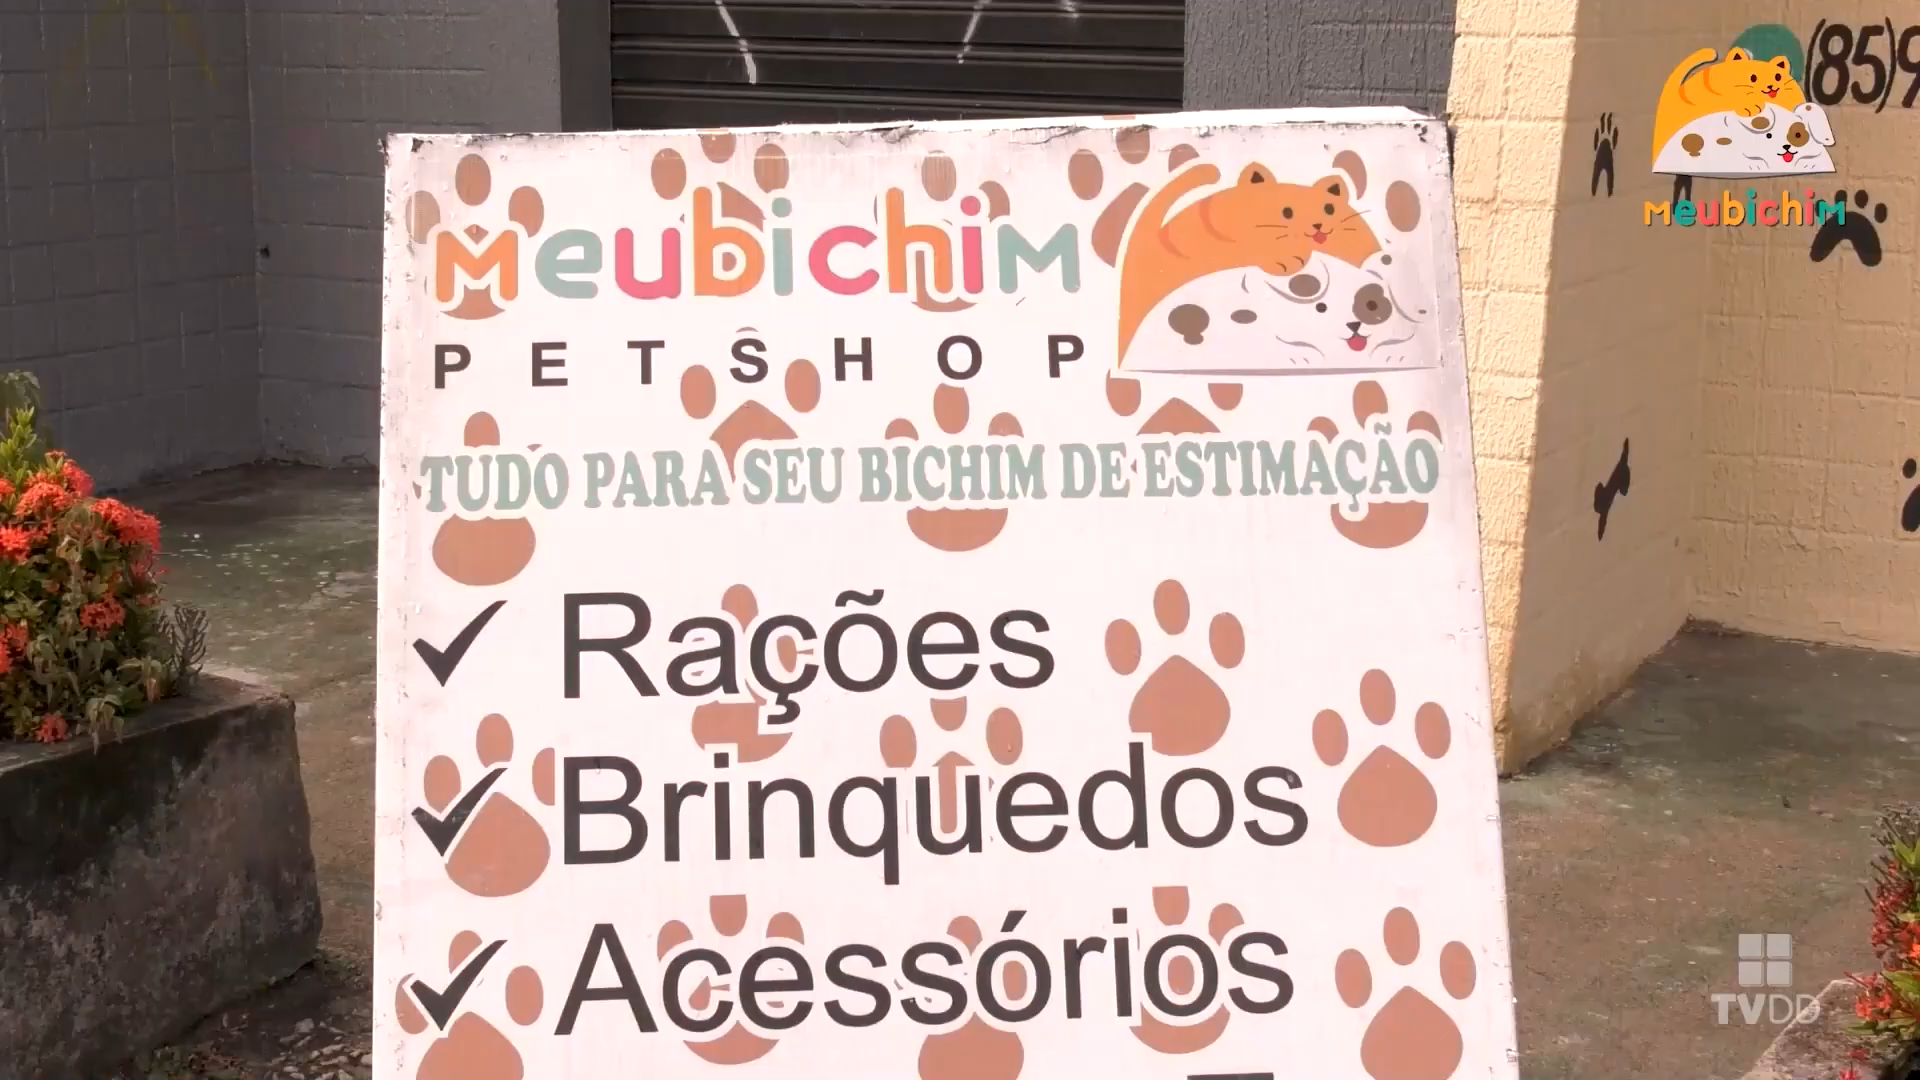 (85)9
meubichim
meubichim
PETSHOP
TUDO PARA SEU BICHIM DE ESTIMAÇÃO
Rações
Brinquedos
Acessórios
TVDD